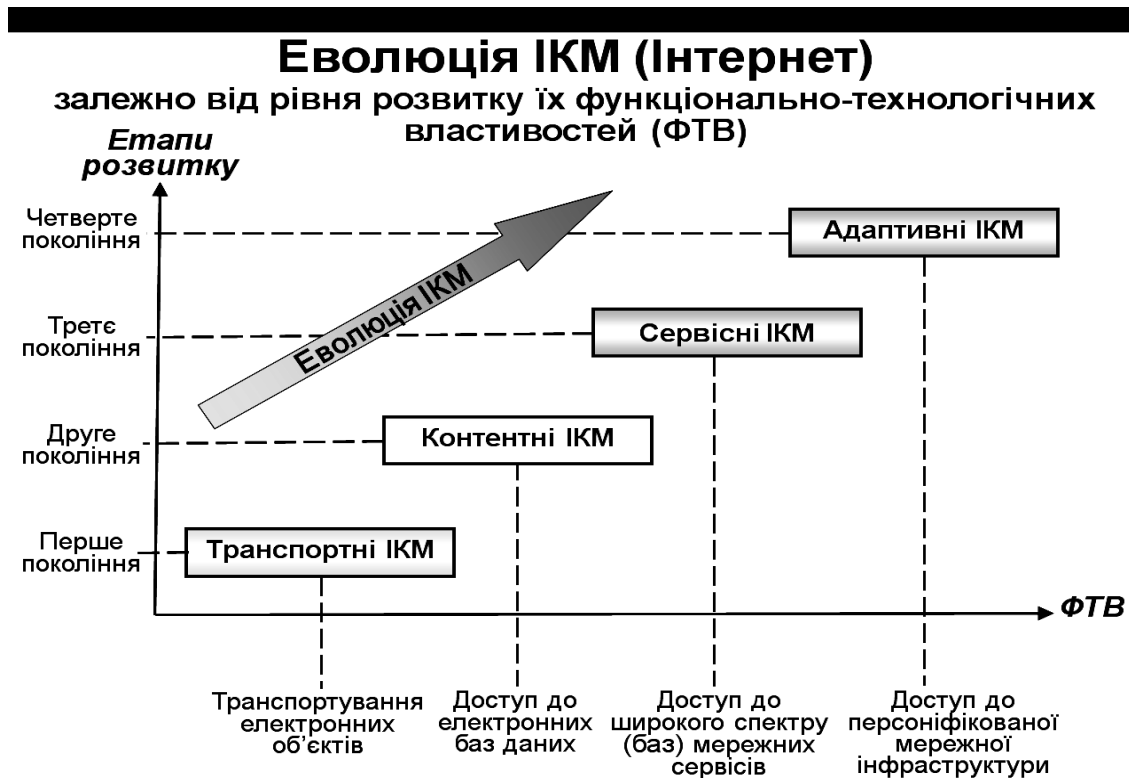 Еволюція ІКМ (Інтернет)
залежно від рівня розвитку їх функціонально-технологічних
властивостей (ФТВ)
Етапи
розвитку
Четверте
покоління
Адаптивні ІКМ
Еволюція ІКМ
Третє
покоління
Сервісні ІКМ
Друге
покоління
Контентні ІКМ
Перше
покоління
Транспортні ІКМ
ФТВ
Транспортування
електронних
об’єктів
Доступ до
електронних
баз даних
Доступ до
широкого спектру
(баз) мережних
сервісів
Доступ до
персоніфікованої
мережної
інфраструктури